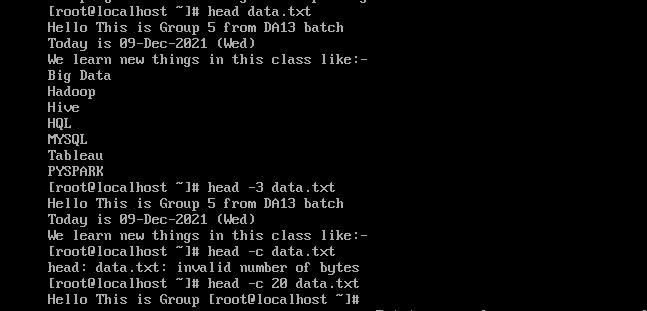 [root@localhost ~]# head data.txt
Hello This is Group 5 from DA13 batch
Today is 09-Dec-2021 (Wed)
We learn new things in this class like:-
Big Data
Hadoop
Hive
HQL
MYSQL
Tableau
PYSPARK
[root@localhost ~]# head -3 data.txt
Hello This is Group 5 from DA13 batch
Today is 09-Dec-2021 (Wed)
We learn new things in this class like:-
[root@localhost ~]# head -c data.txt
head: data.txt: invalid number of bytes
[root@localhost ~]# head -c 20 data.txt
Hello This is Group [root@localhost ~]#